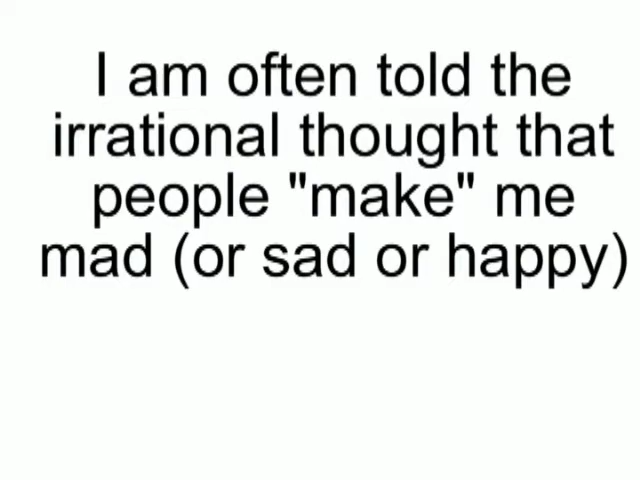 I am often told the
irrational thought that
people "make" me
mad (or sad or happy)